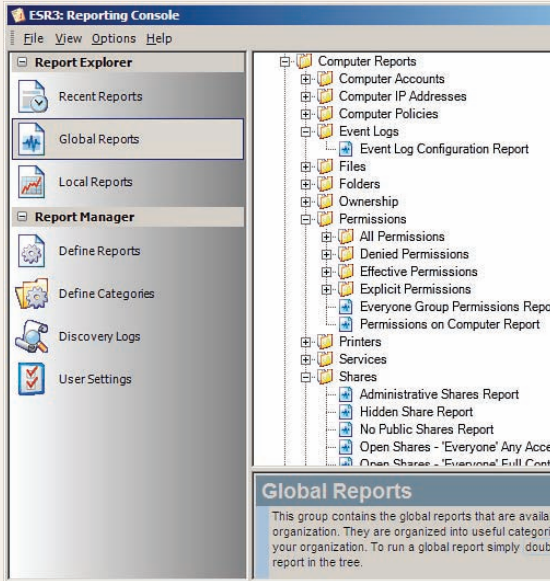 ESR3: Reporting Console
File View Options Help
Report Explorer
Recent Reports
Global Reports
Local Reports
Report Manager
Define Reports
Define Categories
Discovery Logs
User Settings
Computer Reports
Computer Accounts
Computer IP Addresses
Computer Policies
Event Logs
Event Log Configuration Report
Files
Folders
Ownership
Permissions
All Permissions
Denied Permissions
Effective Permissions
Explicit Permissions
Everyone Group Permissions Repo
Permissions on Computer Report
Printers
Services
Shares
Administrative Shares Report
Hidden Share Report
No Public Shares Report
Open Shares - 'Everyone' Any Acce
Open Shares - 'Everyone' Full Cont
Global Reports
This group contains the global reports that are availa
organization. They are organized into useful categori
your organization. To run a global report simply doub
report in the tree.